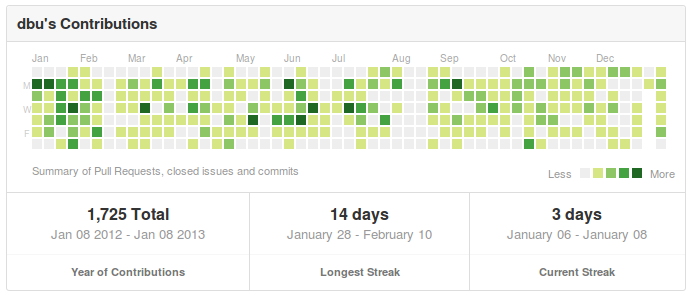 dbu's Contributions
Jan Feb Mar Apr May Jun Jul Aug Sep Oct Nov Dec
M
W
F
Summary of Pull Requests, closed issues and commits
Less More
1,725 Total
Jan 08 2012 - Jan 08 2013
Year of Contributions
14 days
January 28 - February 10
Longest Streak
3 days
January 06 - January 08
Current Streak